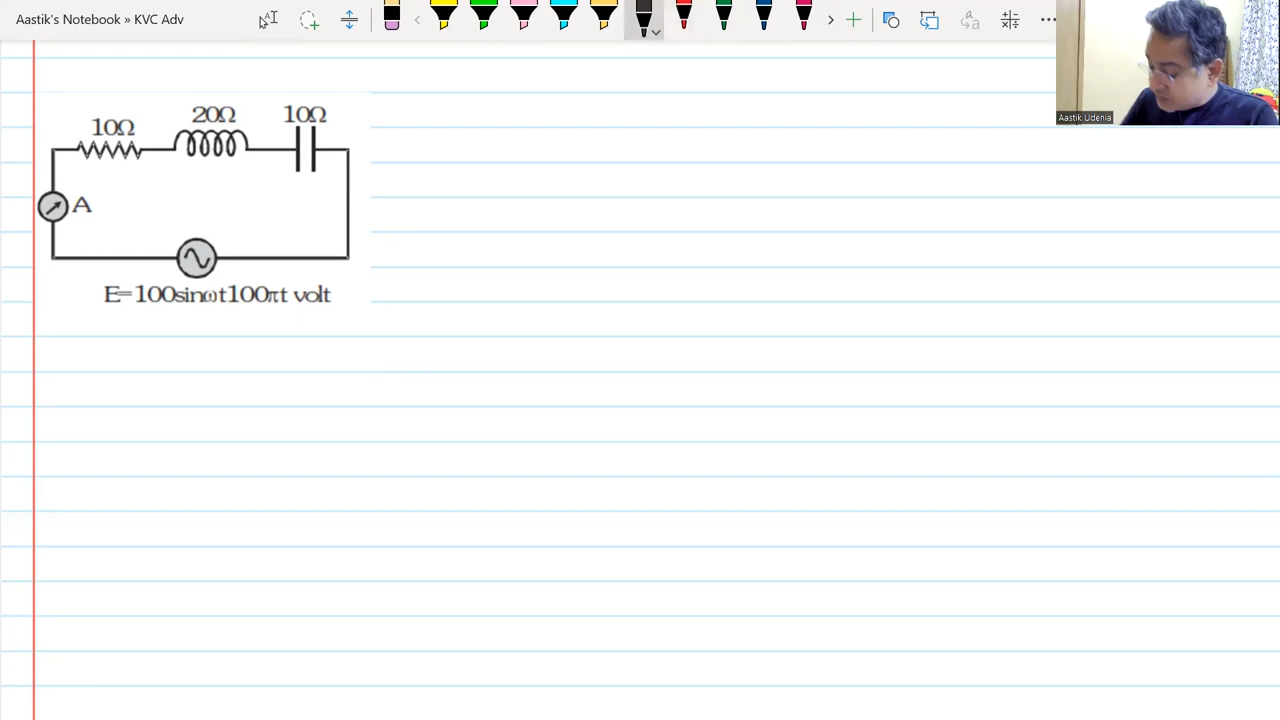 Aastik's Notebook » KVC Adv
Aastik Udenia
10Ω
20Ω
10Ω
A
E=100sinωt100πt volt